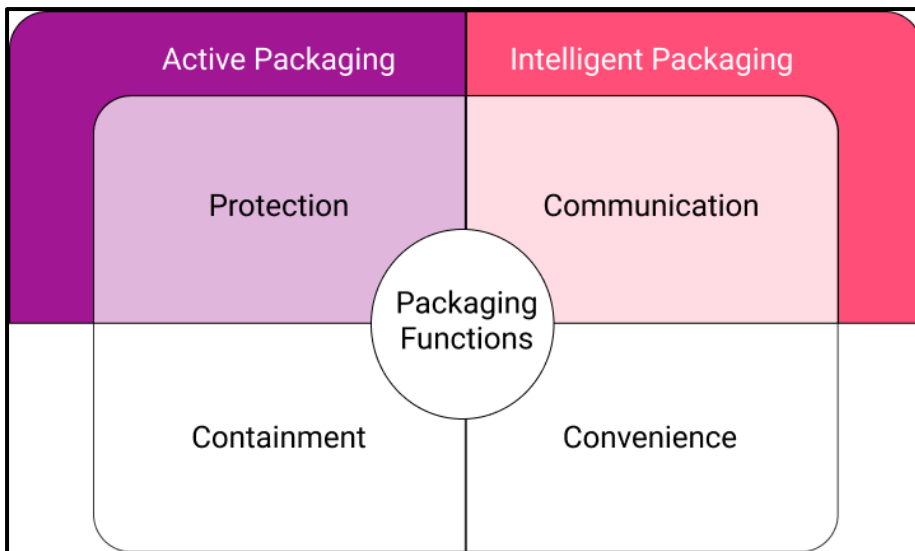 Active Packaging
Intelligent Packaging
Protection
Communication
Packaging
Functions
Containment
Convenience